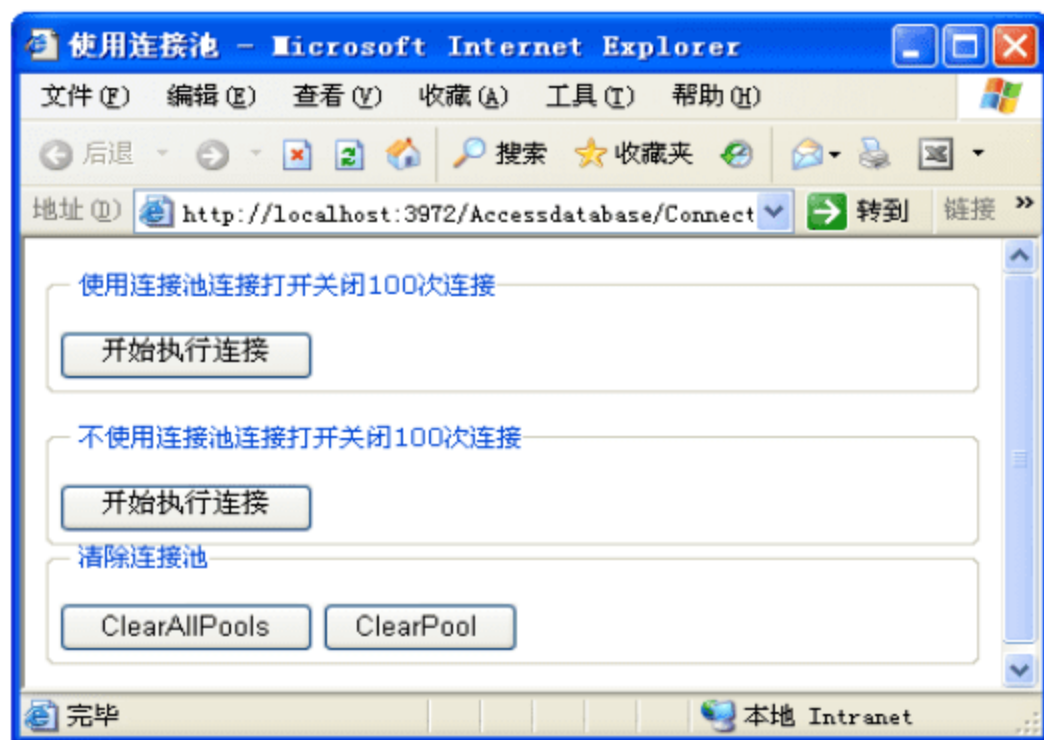 使用连接池 - Microsoft Internet Explorer
文件(F) 编辑(E) 查看(V) 收藏(A) 工具(T) 帮助(H)
后退 搜索 收藏夹
地址(D) http://localhost:3972/Accessdatabase/Connect 转到 链接 »
使用连接池连接打开关闭100次连接
开始执行连接
不使用连接池连接打开关闭100次连接
开始执行连接
清除连接池
ClearAllPools ClearPool
完毕 本地 Intranet